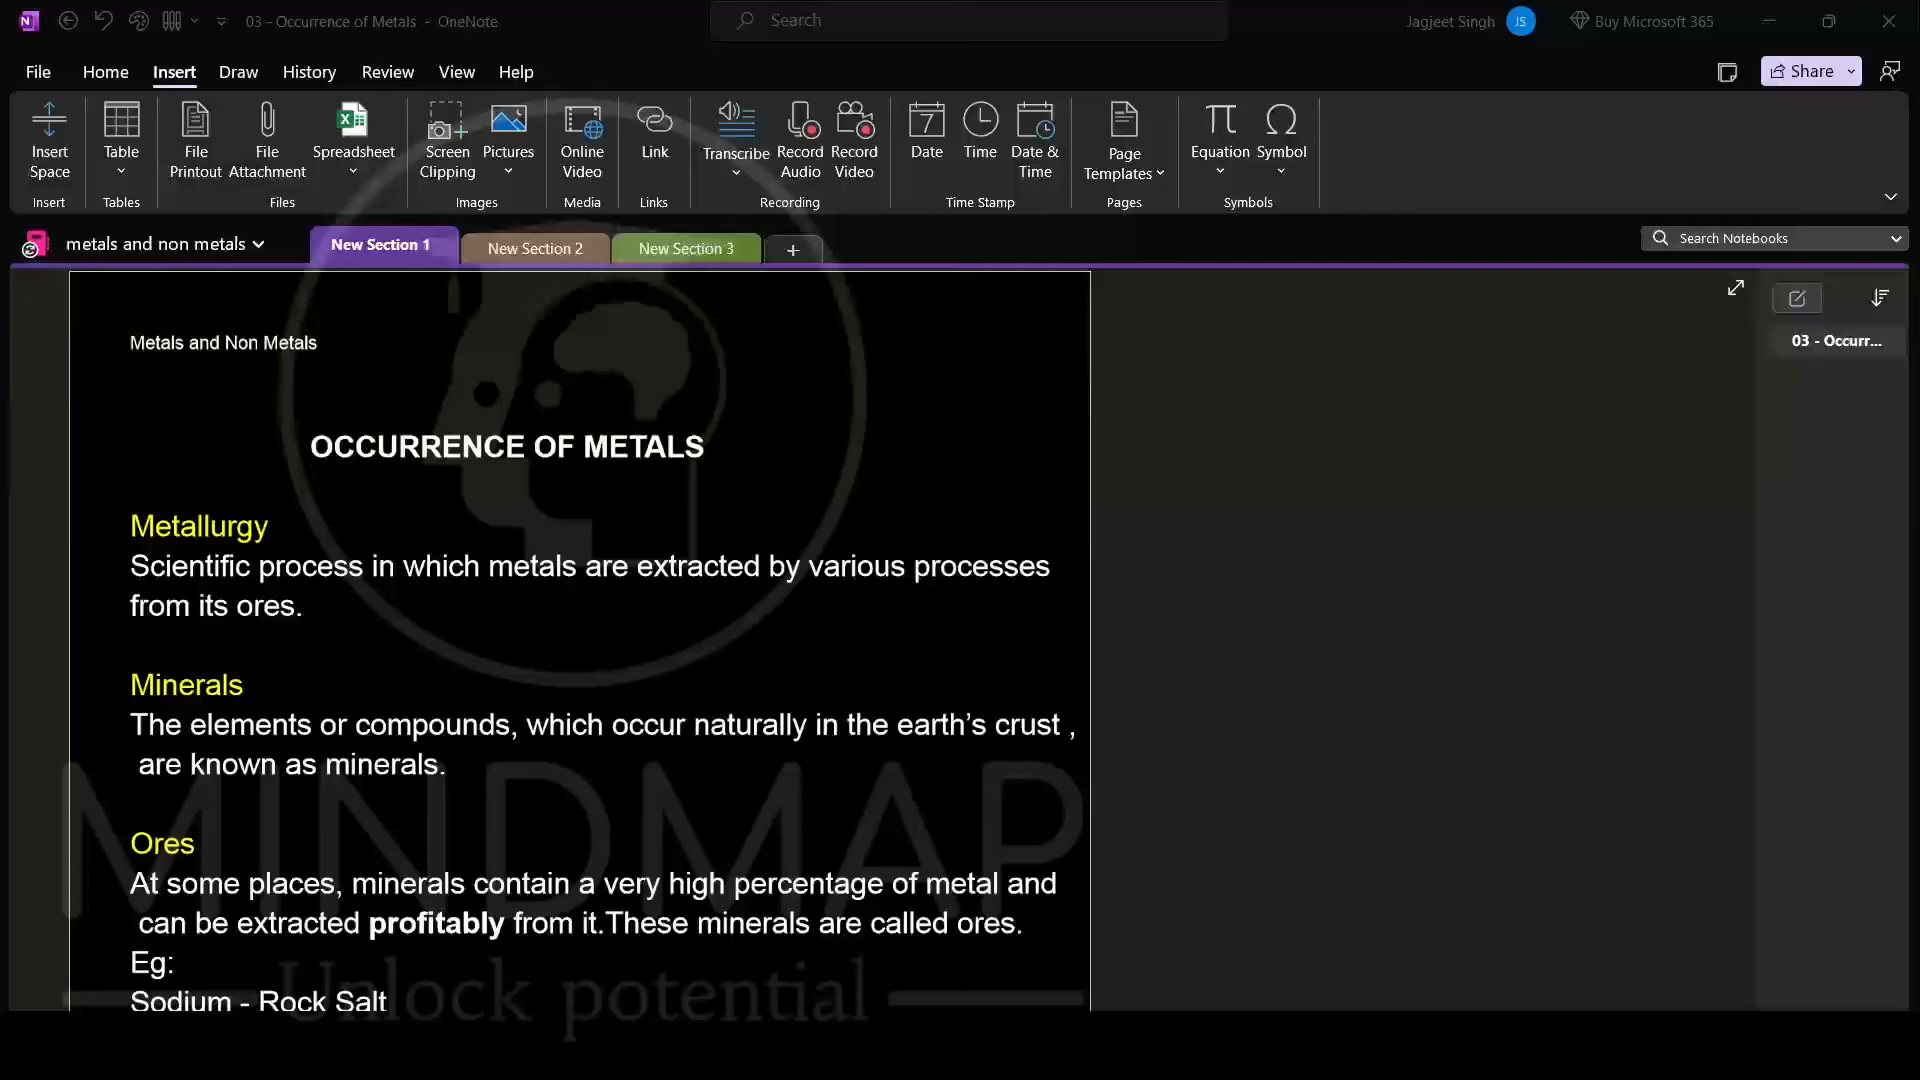 03 - Occurrence of Metals - OneNote
Search
Jagjeet Singh
JS
Buy Microsoft 365
File Home Insert Draw History Review View Help
Share
Insert Space
Table
File Printout
File Attachment
Spreadsheet
Screen Clipping
Pictures
Online Video
Link
Transcribe
Record Audio
Record Video
7
Date
Time
Date & Time
Page Templates
Equation
Symbol
Insert Tables Files Images Media Links Recording Time Stamp Pages Symbols
metals and non metals
New Section 1
New Section 2
New Section 3
+
Search Notebooks
03 - Occurr...
Metals and Non Metals
OCCURRENCE OF METALS
Metallurgy
Scientific process in which metals are extracted by various processes
from its ores.
Minerals
The elements or compounds, which occur naturally in the earth’s crust ,
are known as minerals.
Ores
At some places, minerals contain a very high percentage of metal and
can be extracted profitably from it.These minerals are called ores.
Eg:
Sodium - Rock Salt
MINDMAP
Unlock potential